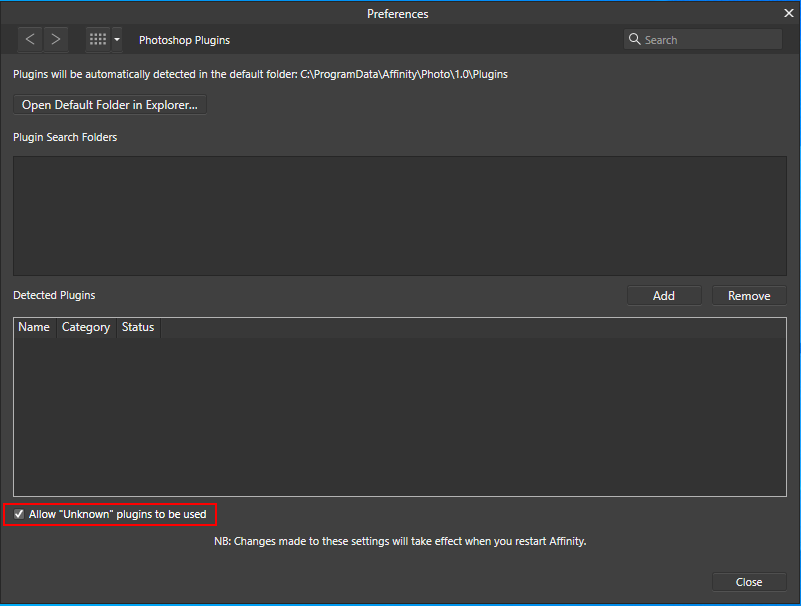 Preferences
Photoshop Plugins
Search
Plugins will be automatically detected in the default folder: C:\ProgramData\Affinity\Photo\1.0\Plugins
Open Default Folder in Explorer...
Plugin Search Folders
Detected Plugins
Add
Remove
Name Category Status
Allow "Unknown" plugins to be used
NB: Changes made to these settings will take effect when you restart Affinity.
Close